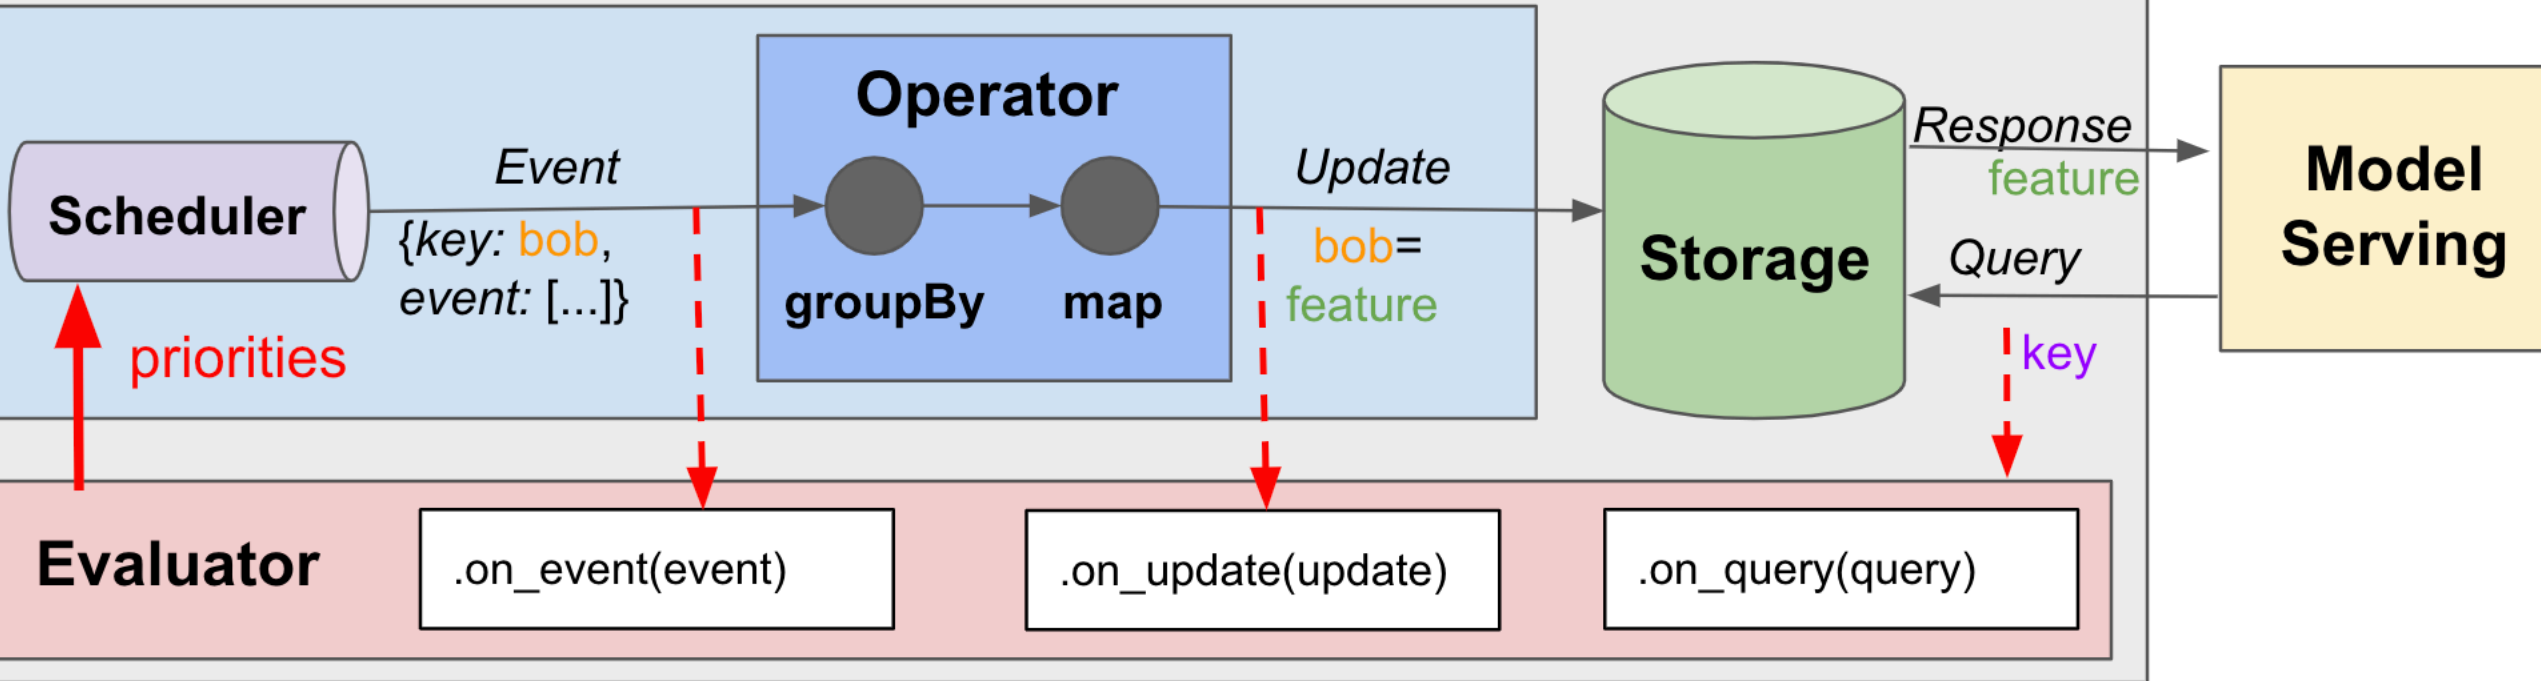 Operator
Scheduler
Event
{key: bob,
event: [...]}
groupBy
map
Update
bob=
feature
Storage
Response
feature
Query
key
Model
Serving
priorities
Evaluator
.on_event(event)
.on_update(update)
.on_query(query)